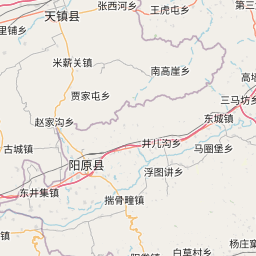 张西河乡
王虎屯乡
第三
天镇县
里铺乡
米薪关镇
南高崖乡
高墙
贾家屯乡
三马坊乡
赵家沟乡
东城镇
古城镇
井儿沟乡
马圈堡乡
阳原县
浮图讲乡
东井集镇
揣骨疃镇
白草村乡
杨庄窠